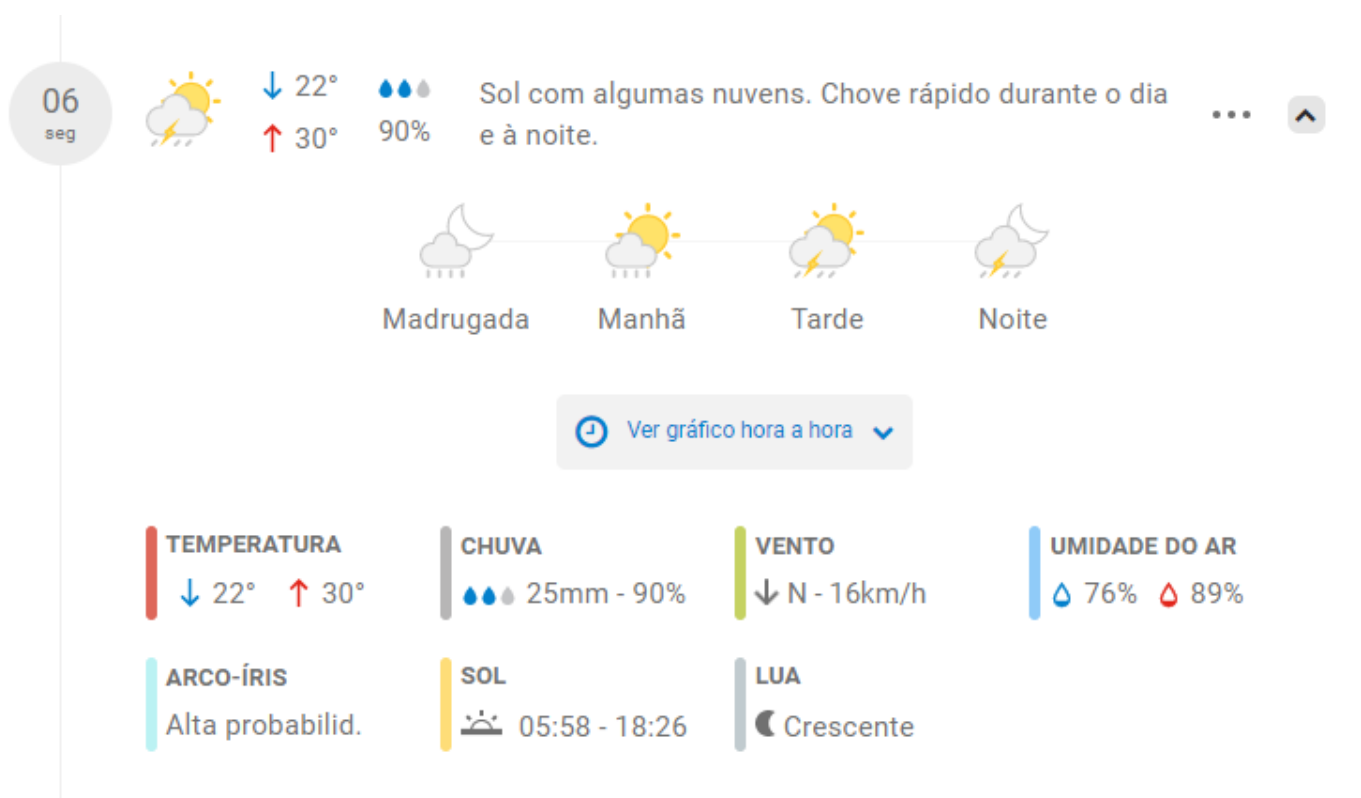 06
seg
22°
30°
90%
Sol com algumas nuvens. Chove rápido durante o dia
e à noite.
Madrugada
Manhã
Tarde
Noite
Ver gráfico hora a hora
TEMPERATURA
22° 30°
CHUVA
25mm - 90%
VENTO
N - 16km/h
UMIDADE DO AR
76% 89%
ARCO-ÍRIS
Alta probabilid.
SOL
05:58 - 18:26
LUA
Crescente